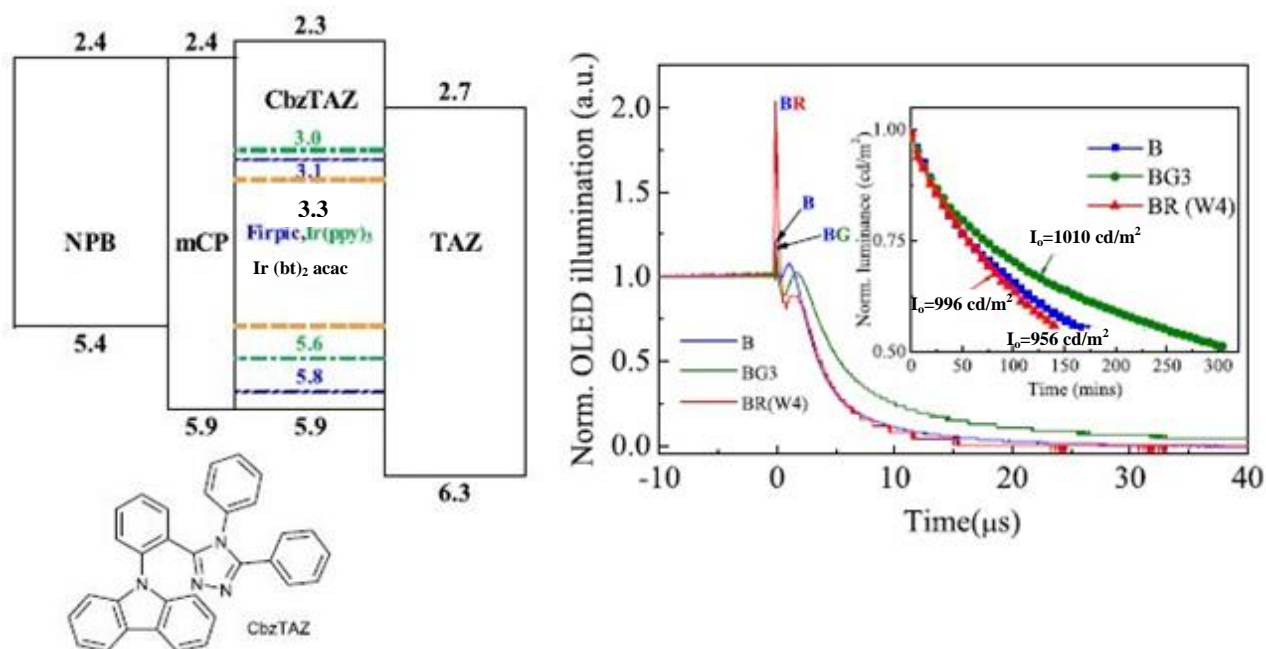 2.4
2.4
2.3
CbzTAZ
2.7
3.0
3.1
3.3
NPB
mCP
Firpic,Ir(ppy)₃
TAZ
Ir (bt)₂ acac
5.4
5.6
5.8
5.9
5.9
6.3
N
N
N
N
CbzTAZ
Norm. OLED illumination (a.u.)
2.0
1.5
1.0
0.5
0.0
-10
0
10
20
30
40
Time(μs)
BR
B
BG
B
BG3
BR(W4)
Norm. luminance (cd/m²)
1.00
0.75
0.50
0
50
100
150
200
250
300
Time (mins)
B
BG3
BR (W4)
Iₒ=1010 cd/m²
Iₒ=996 cd/m²
Iₒ=956 cd/m²